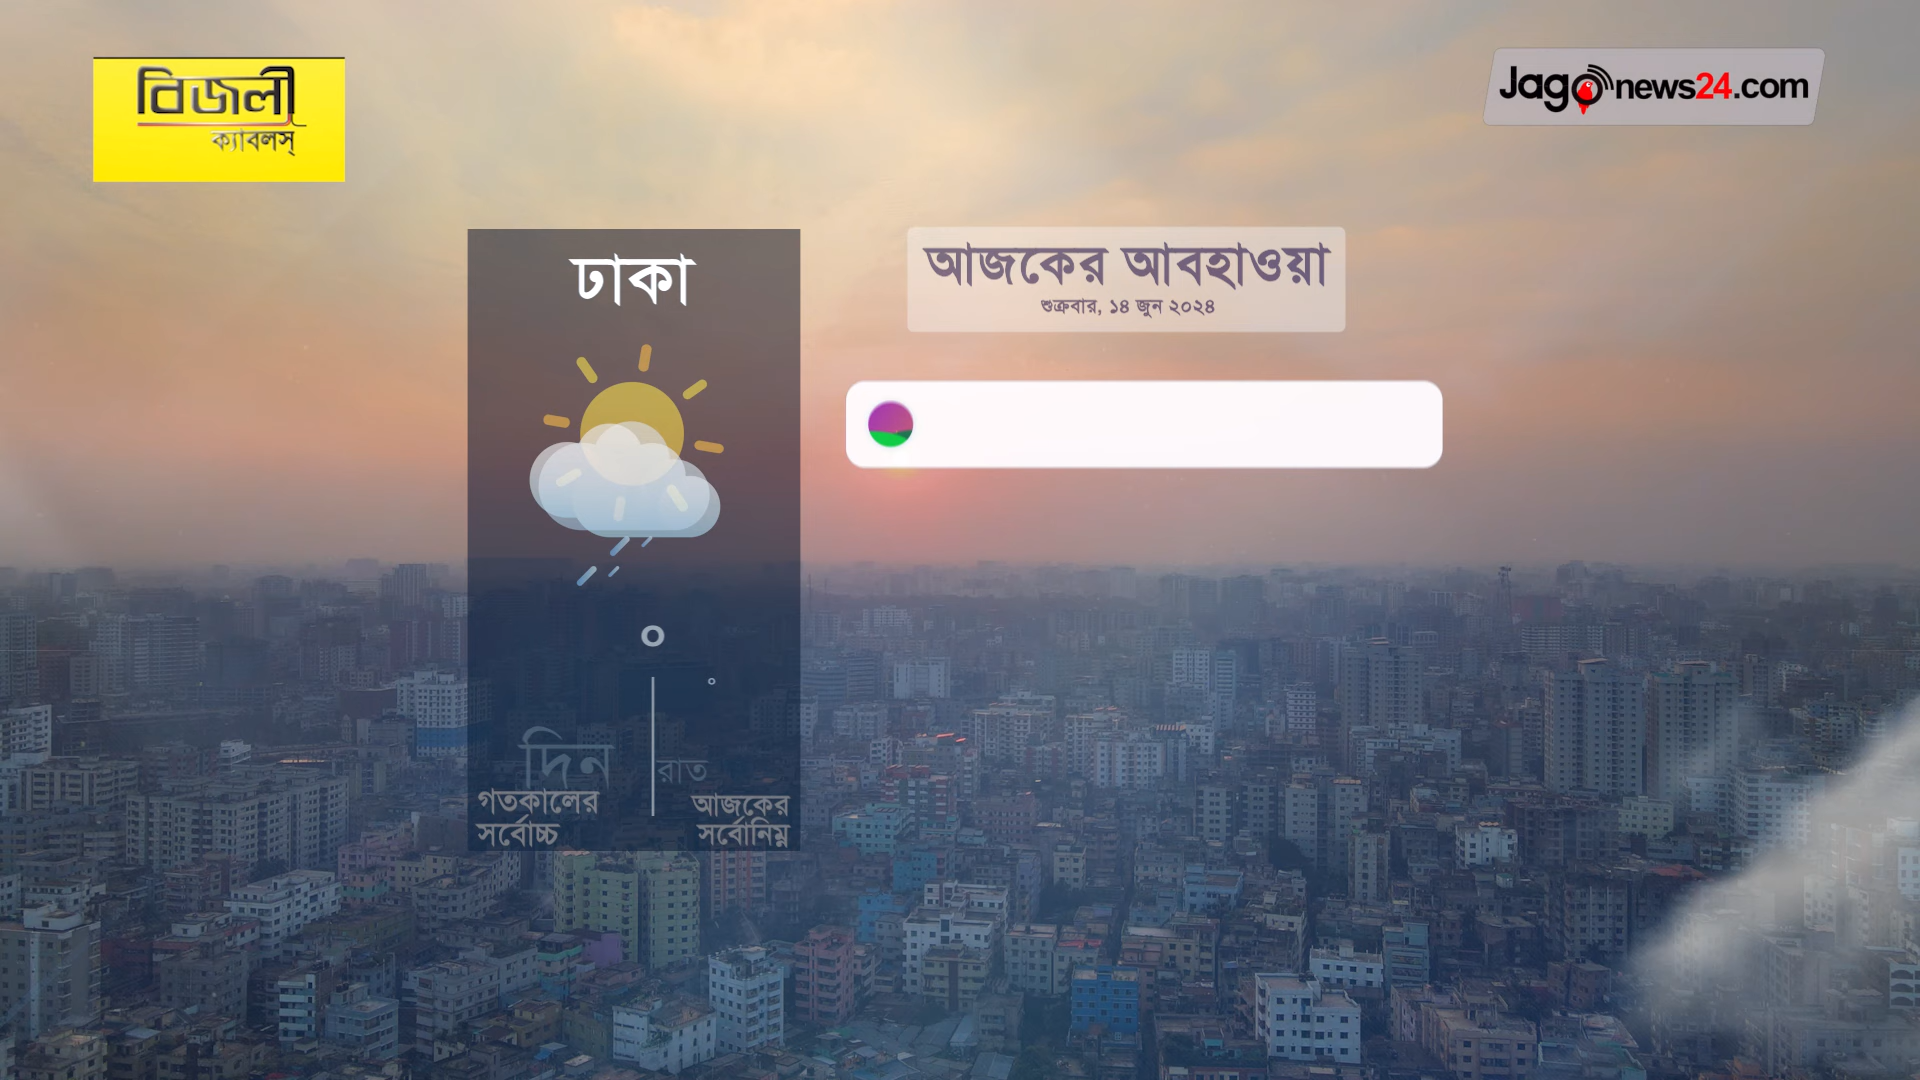 বিজলী
ক্যাবলস্
Jagonews24.com
ঢাকা
আজকের আবহাওয়া
শুক্রবার, ১৪ জুন ২০২৪
দিন
রাত
গতকালের
সর্বোচ্চ
আজকের
সর্বোনিম্ন